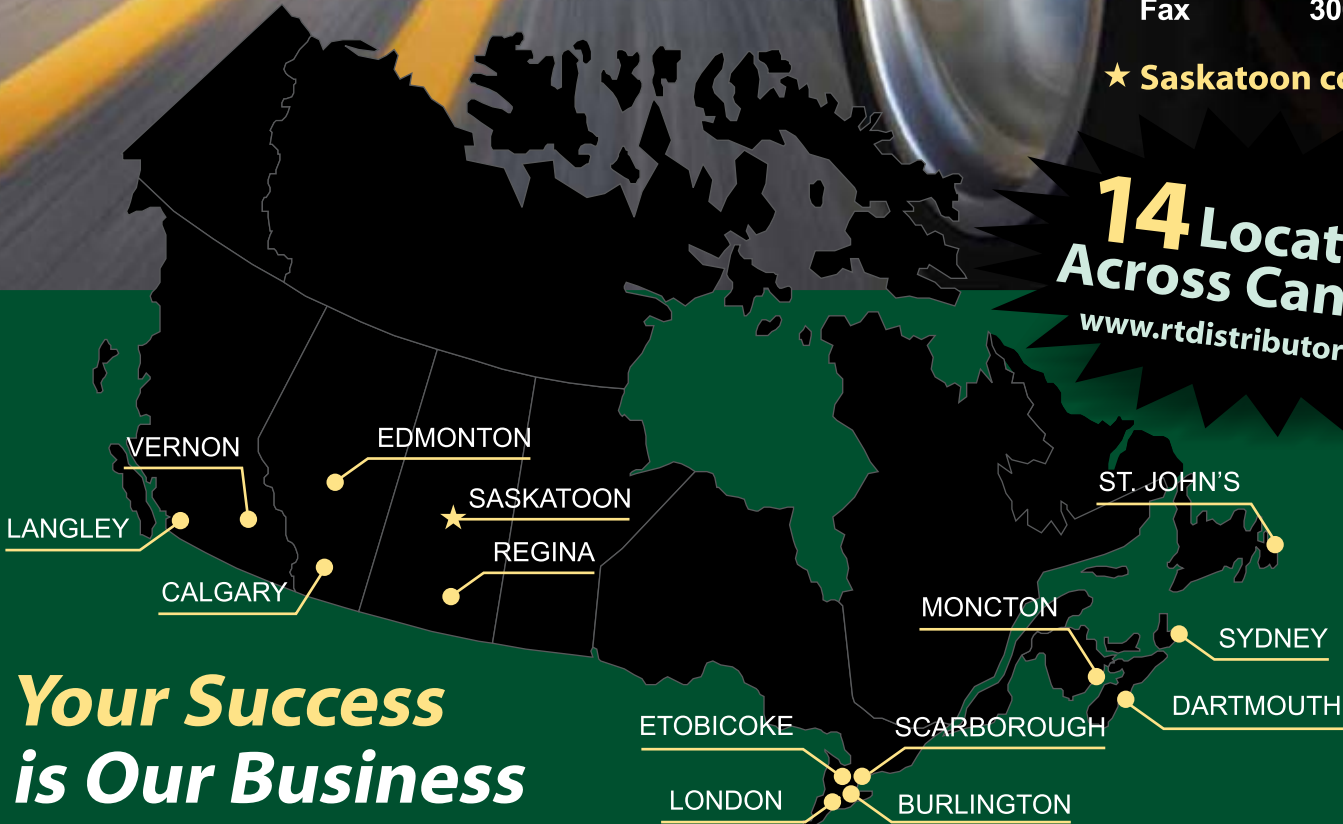 Fax 30
★ Saskatoon
14 Locat
Across Can
www.rtdistributor
VERNON
EDMONTON
SASKATOON
LANGLEY
REGINA
CALGARY
ST. JOHN'S
MONCTON
SYDNEY
DARTMOUTH
ETOBICOKE
SCARBOROUGH
LONDON
BURLINGTON
Your Success
is Our Business